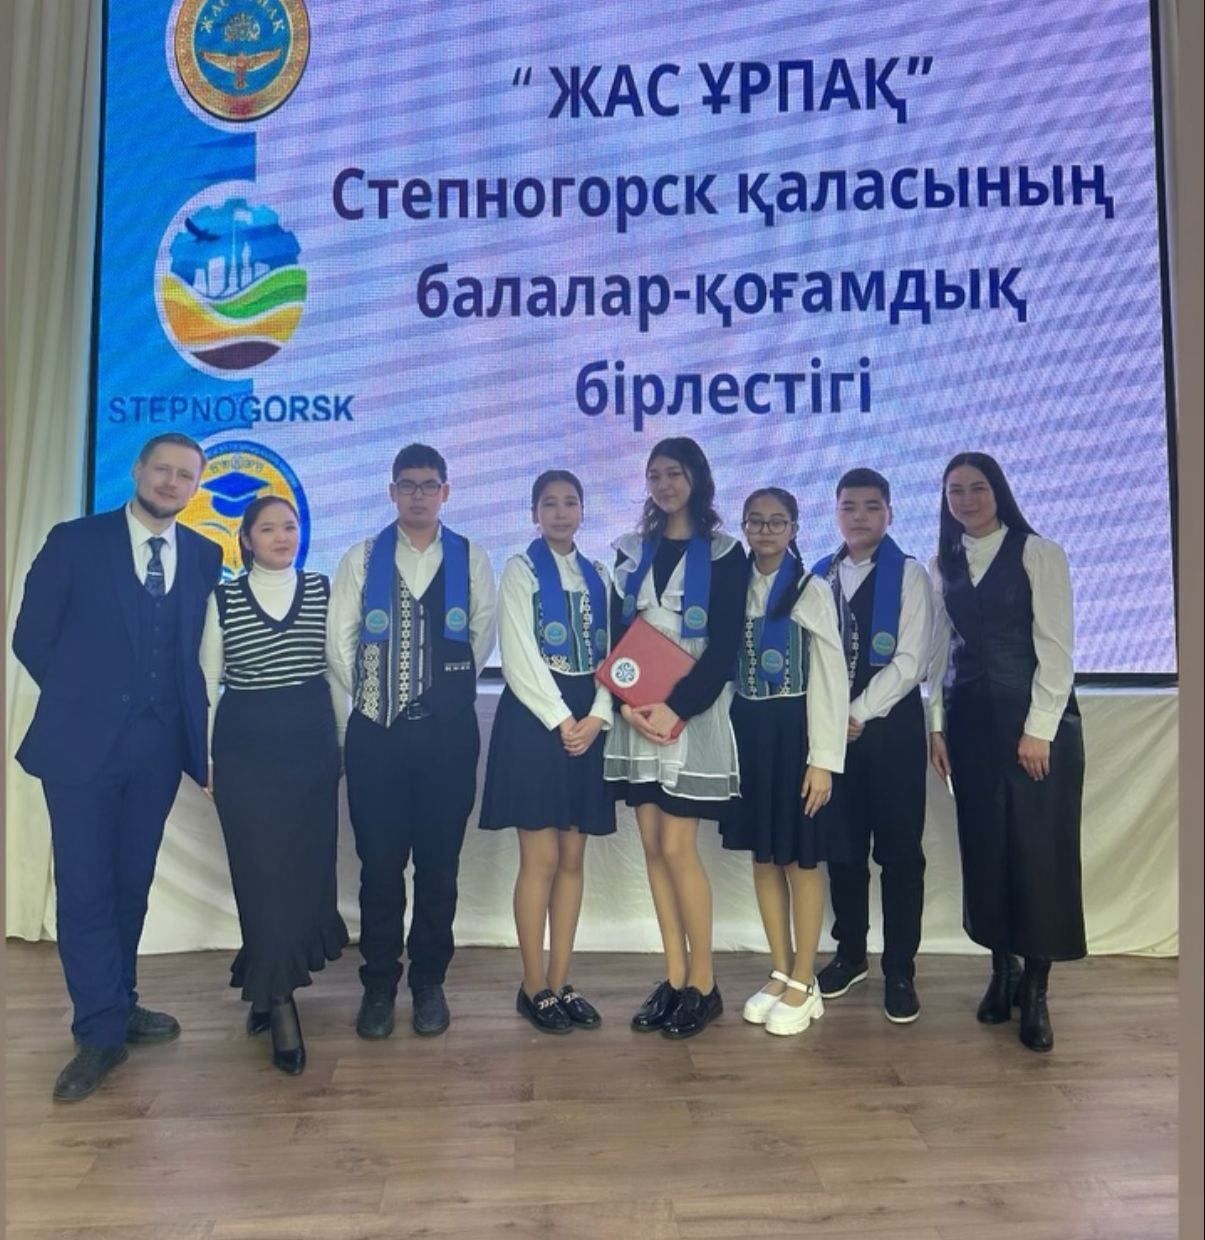 “ ЖАС ҰРПАҚ”
Степногорск қаласының
балалар-қоғамдық
бірлестігі
STEPNOGORSK